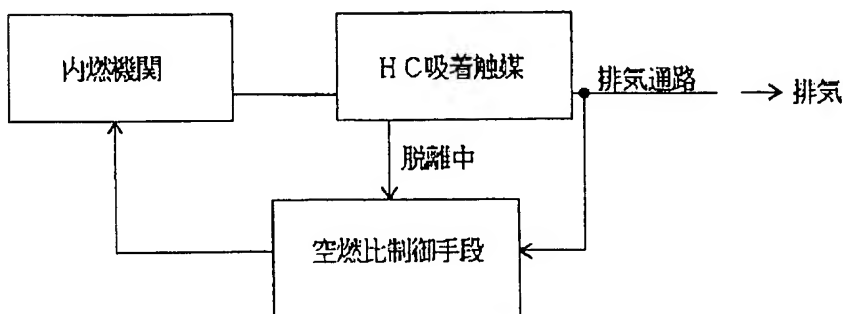 内燃機関
HC吸着触媒
排気通路
排気
脱離中
空燃比制御手段